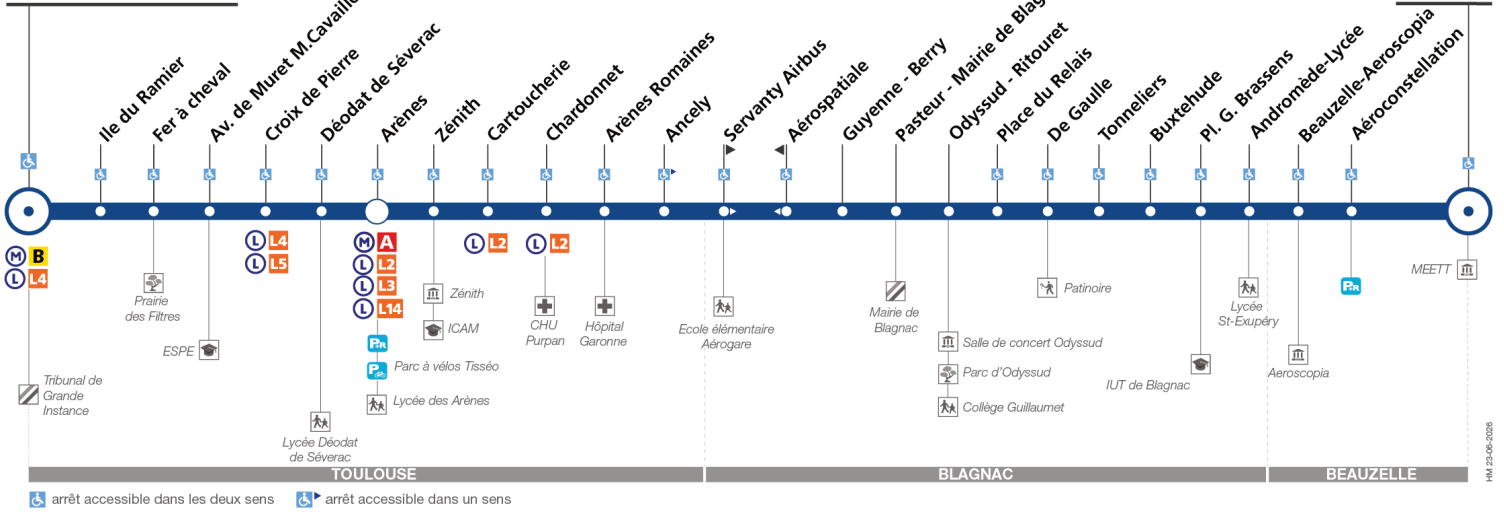 Ile du Ramier
Fer à cheval
Av. de Muret M.Cavaillé
Croix de Pierre
Déodat de Séverac
Arènes
Zénith
Cartoucherie
Chardonnet
Arènes Romaines
Ancely
Servanty Airbus
Aérospatiale
Guyenne - Berry
Pasteur - Mairie de Blag
Odyssud - Ritouret
Place du Relais
De Gaulle
Tonneliers
Buxtehude
Pl. G. Brassens
Andromède-Lycée
Beauzelle-Aeroscopia
Aéroconstellation
M B
L L4
Tribunal de
Grande
Instance
Prairie
des Filtres
ESPE
L L4
L L5
Lycée Déodat
de Séverac
M A
L L2
L L3
L L14
P+R
P
Parc à vélos Tisséo
Lycée des Arènes
Zénith
ICAM
L L2
L L2
CHU
Purpan
Hôpital
Garonne
Ecole élémentaire
Aérogare
Mairie de
Blagnac
Salle de concert Odyssud
Parc d'Odyssud
Collège Guillaumet
Patinoire
IUT de Blagnac
Lycée
St-Exupéry
Aeroscopia
P+R
MEETT
TOULOUSE
BLAGNAC
BEAUZELLE
arrêt accessible dans les deux sens
arrêt accessible dans un sens
HM 23-06-2026